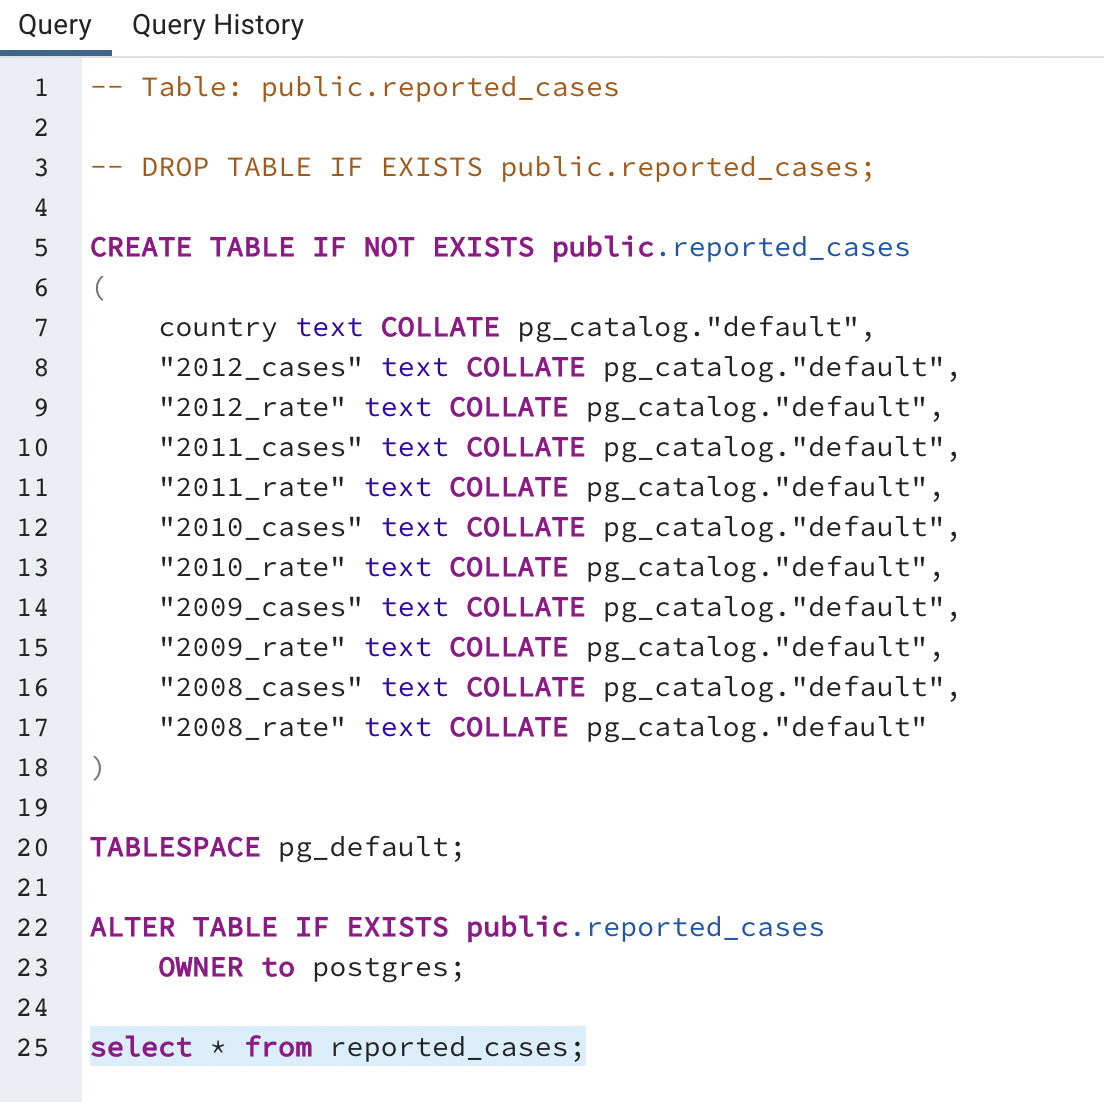 Query Query History
1 -- Table: public.reported_cases
2
3 -- DROP TABLE IF EXISTS public.reported_cases;
4
5 CREATE TABLE IF NOT EXISTS public.reported_cases
6 (
7     country text COLLATE pg_catalog."default",
8     "2012_cases" text COLLATE pg_catalog."default",
9     "2012_rate" text COLLATE pg_catalog."default",
10     "2011_cases" text COLLATE pg_catalog."default",
11     "2011_rate" text COLLATE pg_catalog."default",
12     "2010_cases" text COLLATE pg_catalog."default",
13     "2010_rate" text COLLATE pg_catalog."default",
14     "2009_cases" text COLLATE pg_catalog."default",
15     "2009_rate" text COLLATE pg_catalog."default",
16     "2008_cases" text COLLATE pg_catalog."default",
17     "2008_rate" text COLLATE pg_catalog."default"
18 )
19
20 TABLESPACE pg_default;
21
22 ALTER TABLE IF EXISTS public.reported_cases
23     OWNER to postgres;
24
25 select * from reported_cases;